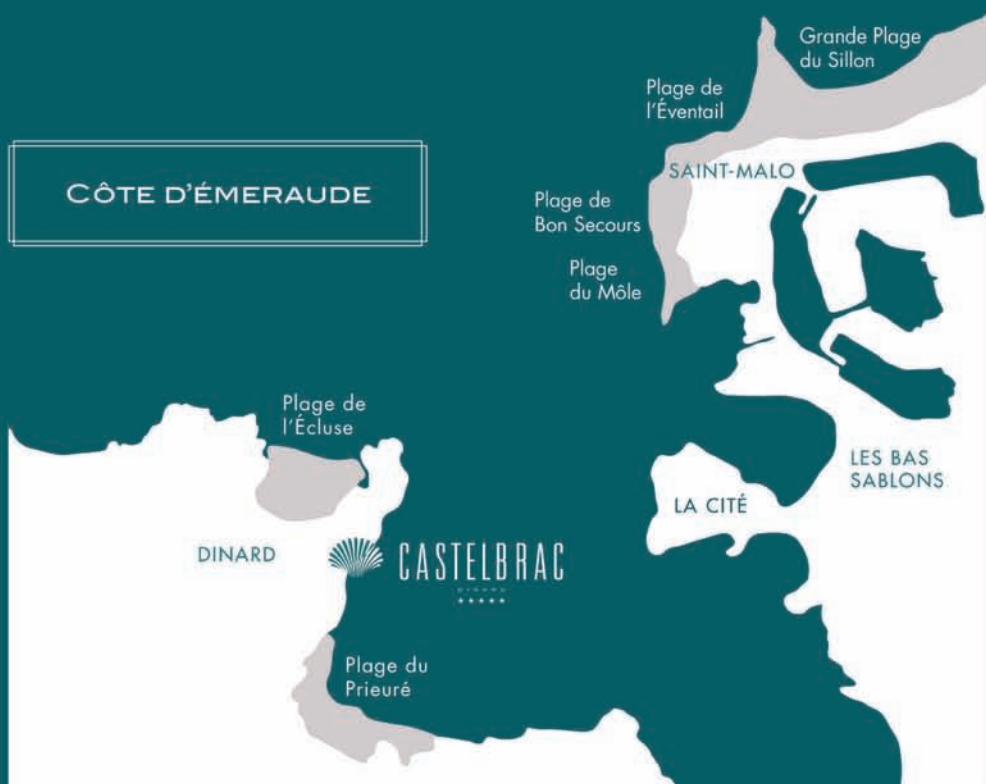 Grande Plage
du Sillon
Plage de
l'Éventail
SAINT-MALO
CÔTE D'ÉMERAUDE
Plage de
Bon Secours
Plage
du Môle
Plage de
l'Écluse
LES BAS
SABLONS
LA CITÉ
DINARD
CASTELBRAC
Plage du
Prieuré